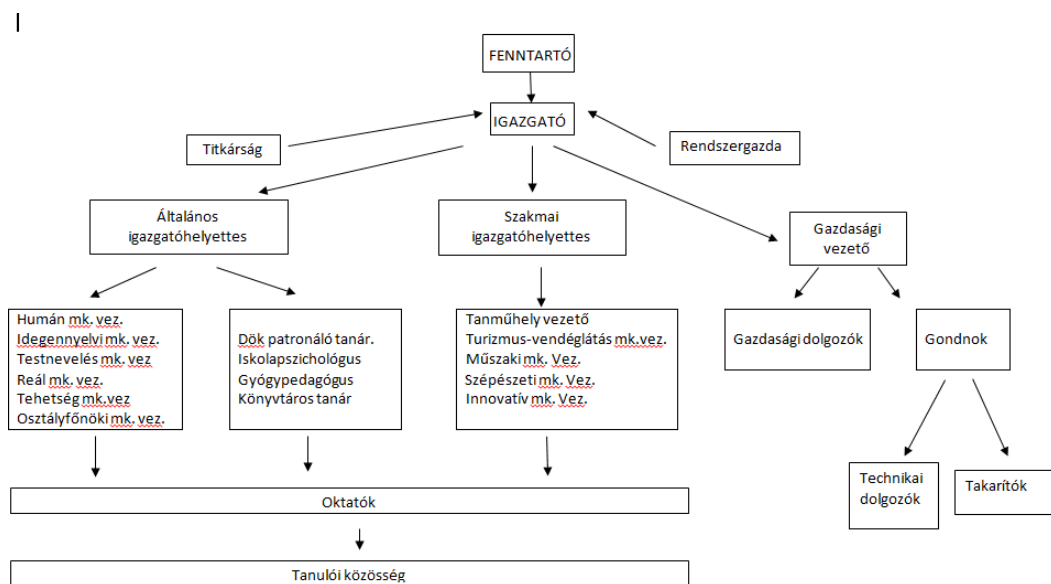 FENNTARTÓ
IGAZGATÓ
Titkárság
Rendszergazda
Általános
igazgatóhelyettes
Szakmai
igazgatóhelyettes
Gazdasági
vezető
Humán mk. vez.
Idegennyelvi mk. vez.
Testnevelés mk. vez
Reál mk. vez.
Tehetség mk.vez
Osztályfőnöki mk. vez.
Dök patronáló tanár.
Iskolapszichológus
Gyógypedagógus
Könyvtáros tanár
Tanműhely vezető
Turizmus-vendéglátás mk.vez.
Műszaki mk. Vez.
Szépészeti mk. Vez.
Innovatív mk. Vez.
Gazdasági dolgozók
Gondnok
Technikai
dolgozók
Takarítók
Oktatók
Tanulói közösség